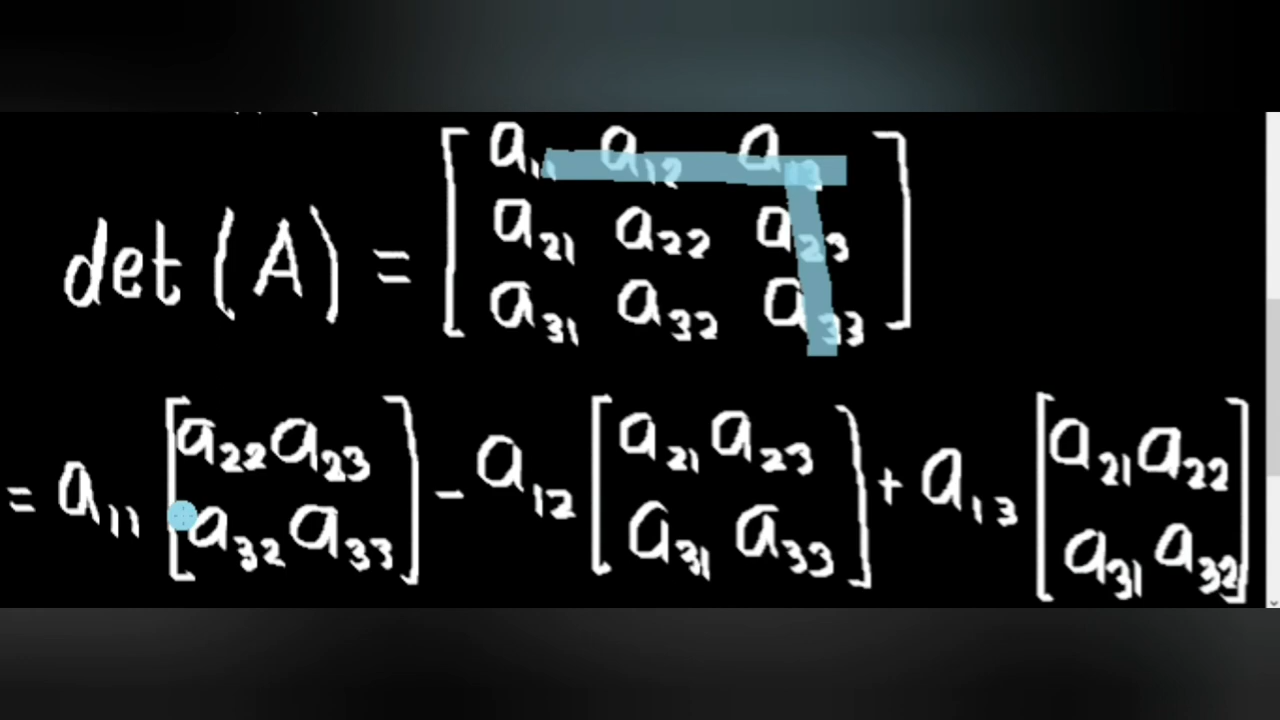 a₁₁ a₁₂ a₁₃
det(A) = [ a₂₁ a₂₂ a₂₃ ]
a₃₁ a₃₂ a₃₃
= a₁₁ [ a₂₂ a₂₃ ] - a₁₂ [ a₂₁ a₂₃ ] + a₁₃ [ a₂₁ a₂₂ ]
a₃₂ a₃₃ a₃₁ a₃₃ a₃₁ a₃₂